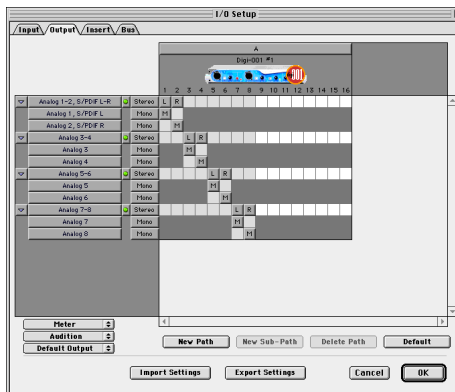 I/O Setup
Input Output Insert Bus
A
Digi-001 #1
001
1 2 3 4 5 6 7 8 9 10 11 12 13 14 15 16
Analog 1-2, S/PDIF L-R Stereo L R
Analog 1, S/PDIF L Mono M
Analog 2, S/PDIF R Mono M
Analog 3-4 Stereo L R
Analog 3 Mono M
Analog 4 Mono M
Analog 5-6 Stereo L R
Analog 5 Mono M
Analog 6 Mono M
Analog 7-8 Stereo L R
Analog 7 Mono M
Analog 8 Mono M
Meter
Audition
Default Output
New Path New Sub-Path Delete Path Default
Import Settings Export Settings Cancel OK